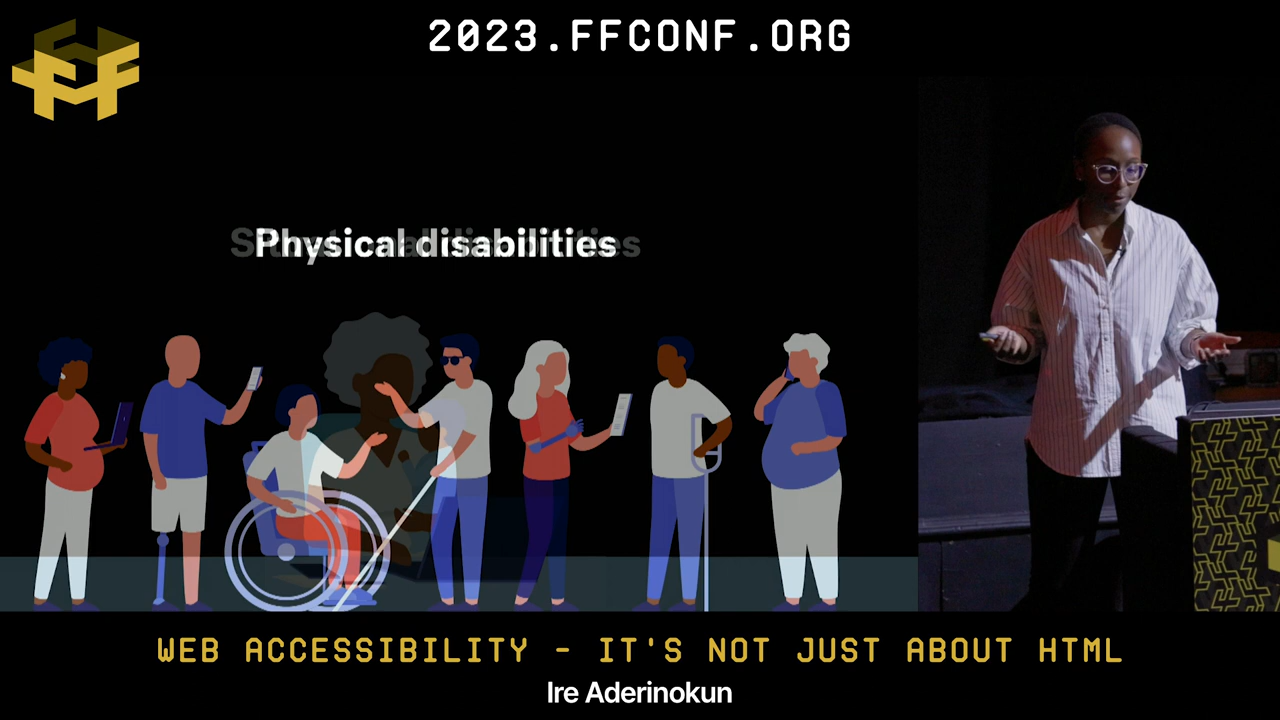 2023.FFCONF.ORG
Physical disabilities
WEB ACCESSIBILITY - IT'S NOT JUST ABOUT HTML
Ire Aderinokun